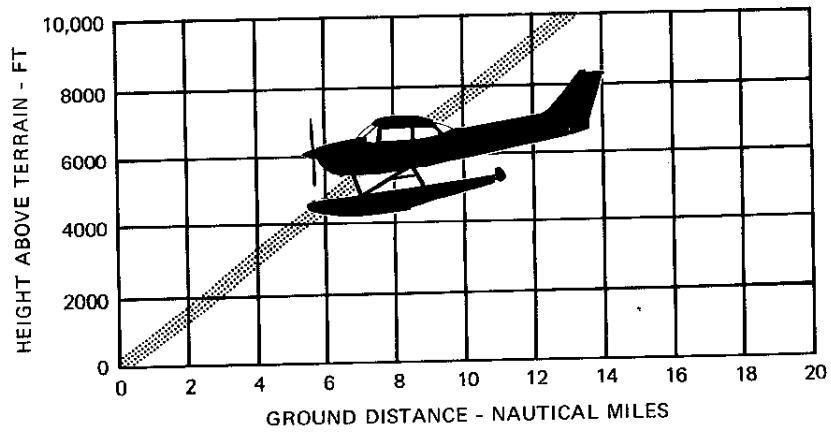 HEIGHT ABOVE TERRAIN - FT
10,000
8000
6000
4000
2000
0
0 2 4 6 8 10 12 14 16 18 20
GROUND DISTANCE - NAUTICAL MILES